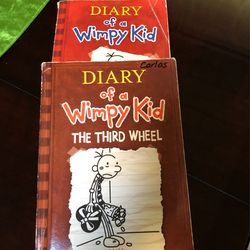 DIARY
of a
Wimpy Kid
Carlos
DIARY
of a
Wimpy Kid
THE THIRD WHEEL